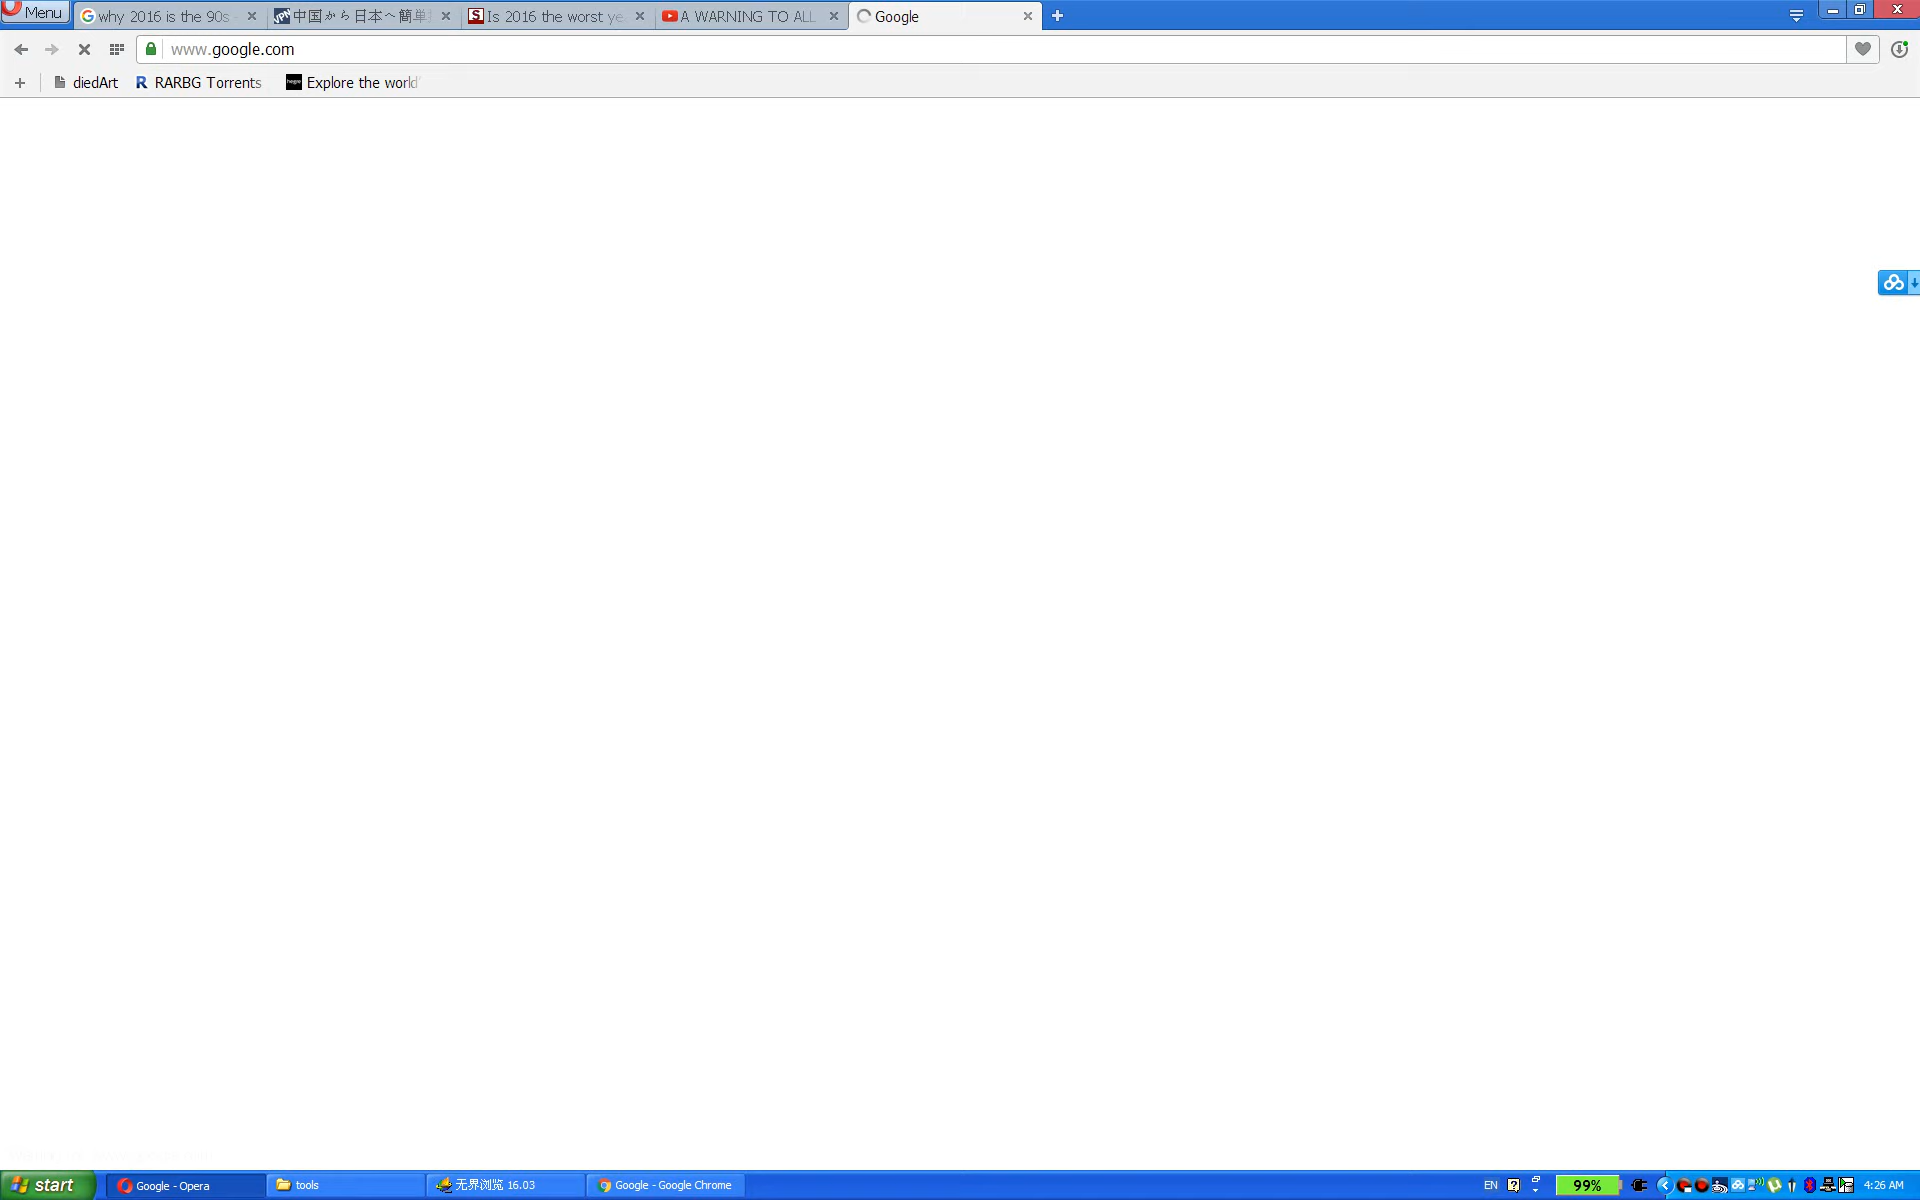 Menu
why 2016 is the 90s
中国から日本へ簡単
Is 2016 the worst ye
A WARNING TO ALL
Google
www.google.com
diedArt
RARBG Torrents
Explore the world'
start
Google - Opera
tools
无界浏览 16.03
Google - Google Chrome
EN
99%
4:26 AM